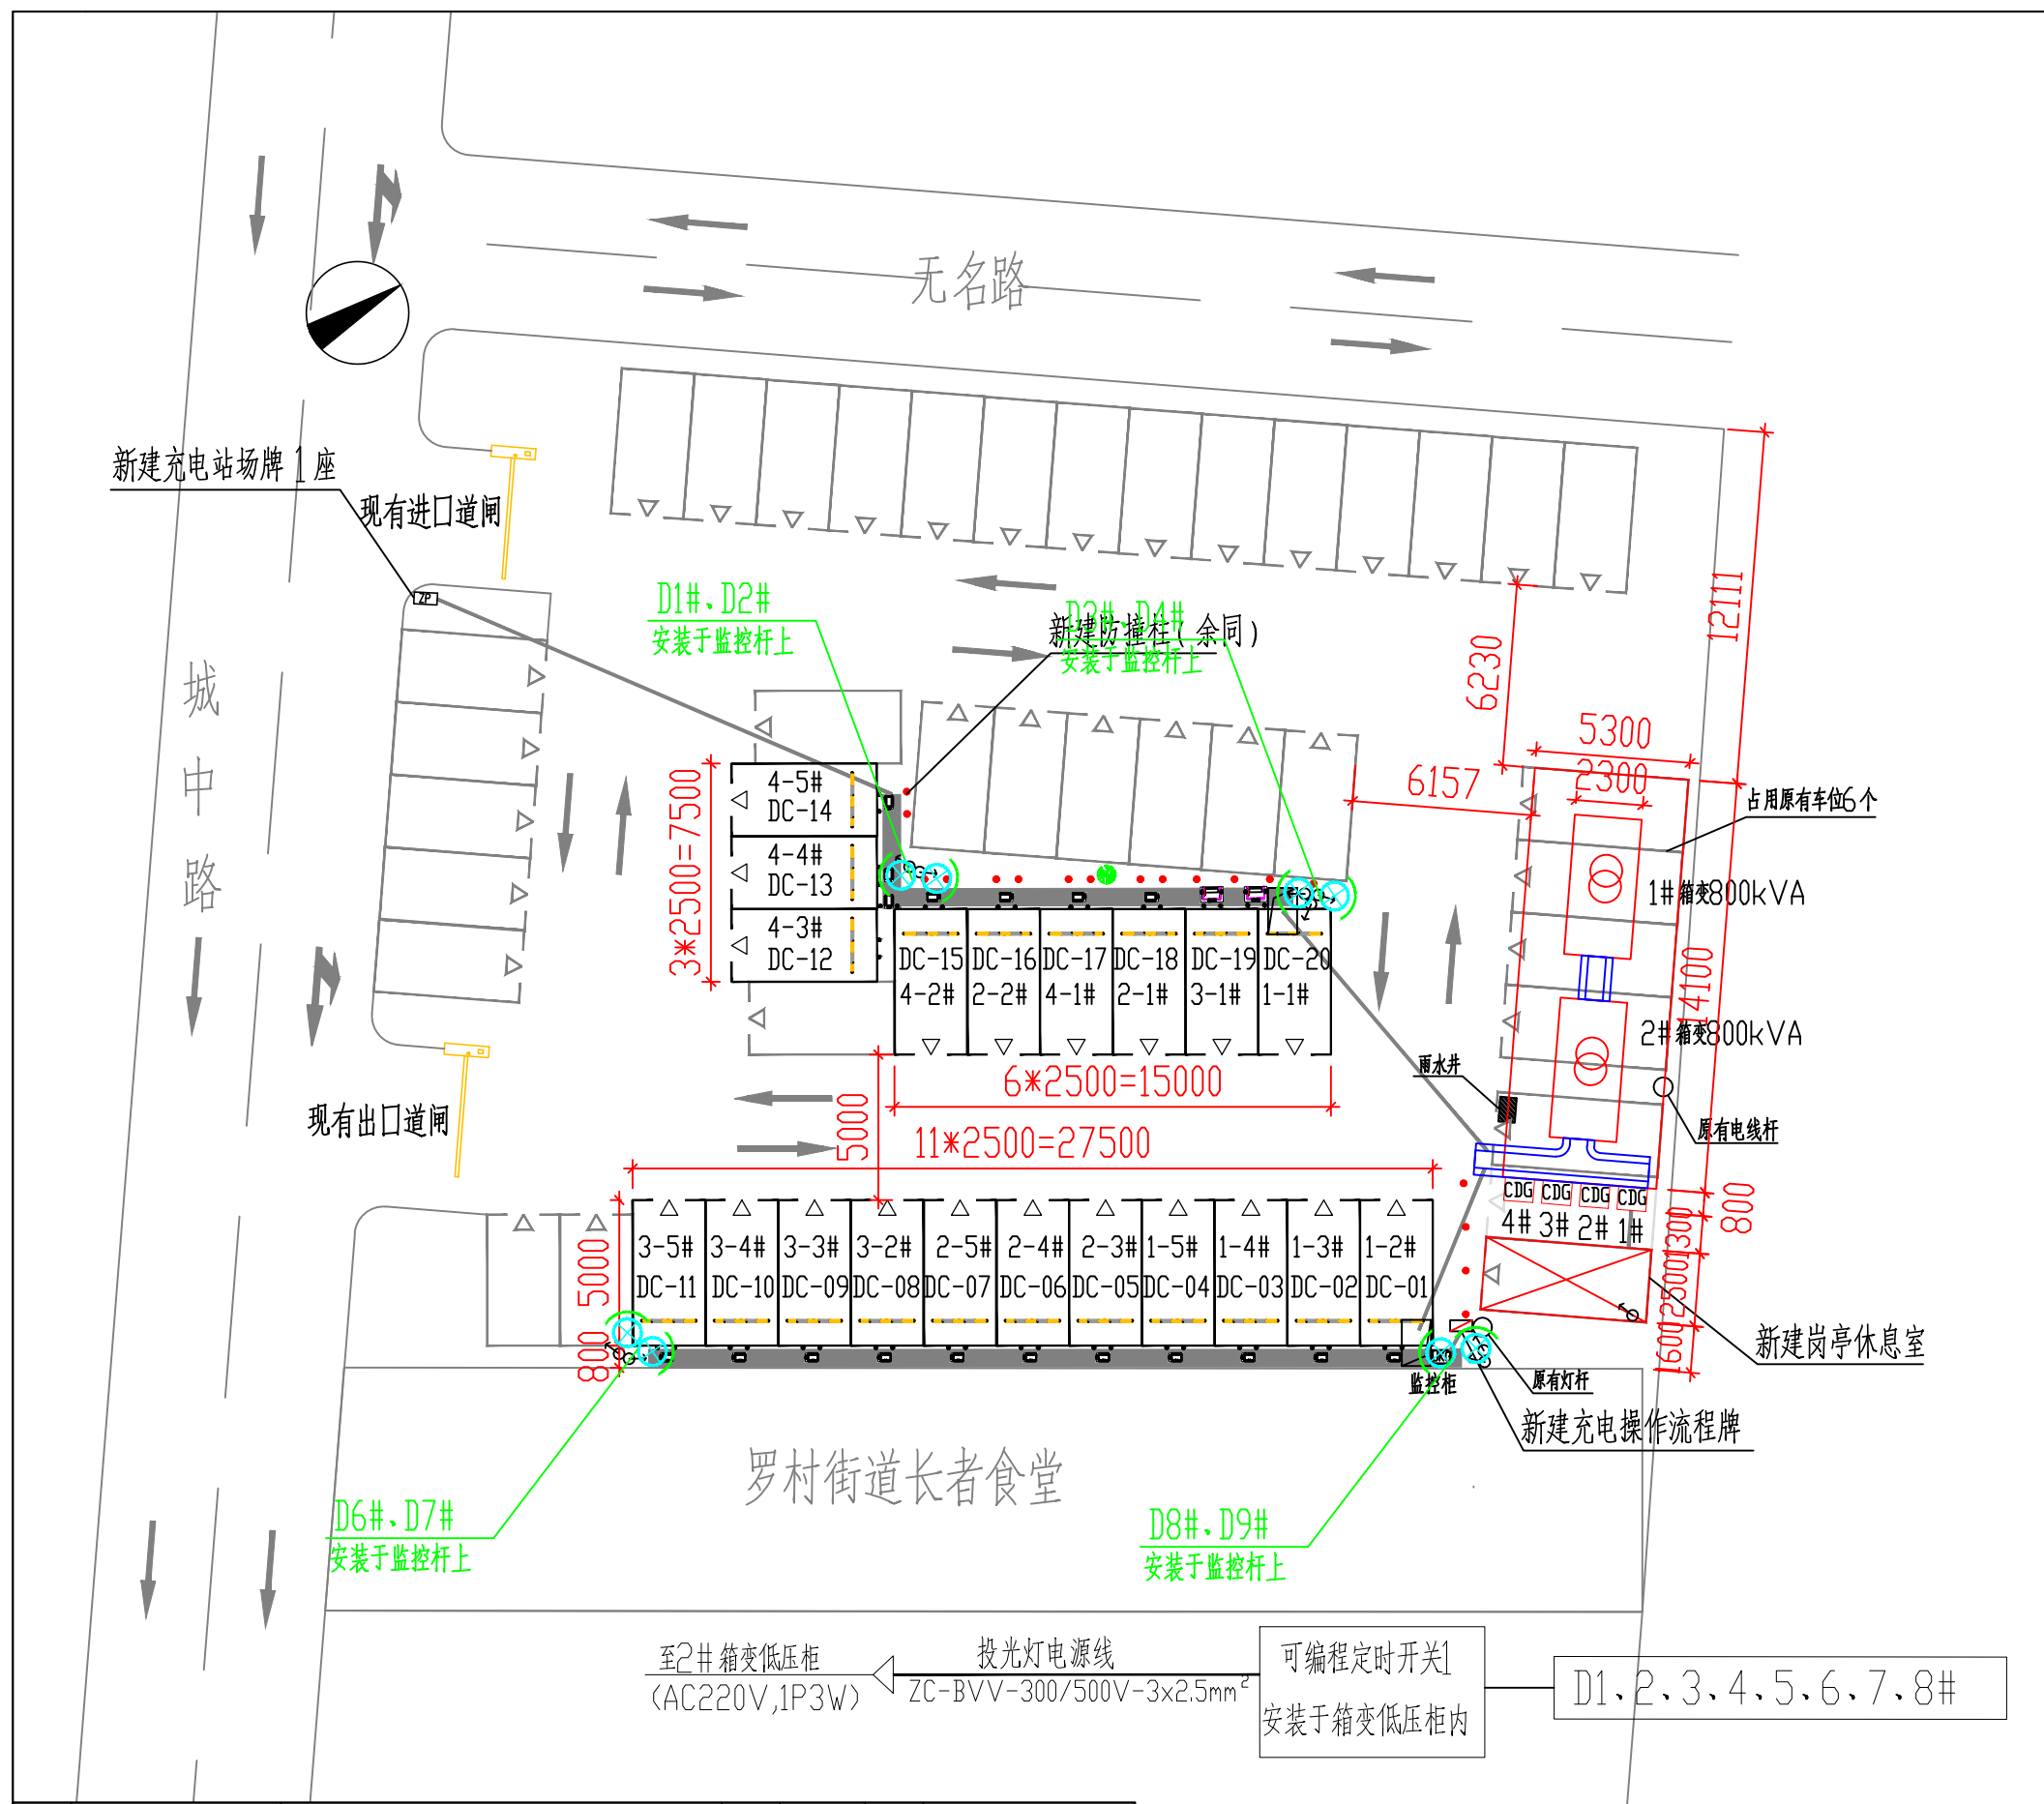 无名路
新建充电站场牌 1 座
现有进口道闸
ZP
12111
D1#、D2#
安装于监控杆上
D3#、D4#
新建防撞柱(余同)
安装于监控杆上
6230
城中路
5300
2300
6157
占用原有车位6个
3*2500=7500
4-5#
DC-14
4-4#
DC-13
4-3#
DC-12
1#箱变800kVA
DC-15 DC-16 DC-17 DC-18 DC-19 DC-20
4-2# 2-2# 4-1# 2-1# 3-1# 1-1#
14100
2#箱变800kVA
雨水井
6*2500=15000
现有出口道闸
5000
11*2500=27500
原有电线杆
CDG CDG CDG CDG
4# 3# 2# 1#
800
1300
2500
1600
5000
800
3-5# 3-4# 3-3# 3-2# 2-5# 2-4# 2-3# 1-5# 1-4# 1-3# 1-2#
DC-11 DC-10 DC-09 DC-08 DC-07 DC-06 DC-05 DC-04 DC-03 DC-02 DC-01
新建岗亭休息室
监控柜
原有灯杆
新建充电操作流程牌
罗村街道长者食堂
D6#、D7#
安装于监控杆上
D8#、D9#
安装于监控杆上
至2#箱变低压柜
(AC220V,1P3W)
投光灯电源线
ZC-BVV-300/500V-3x2.5mm²
可编程定时开关1
安装于箱变低压柜内
D1、2、3、4、5、6、7、8#